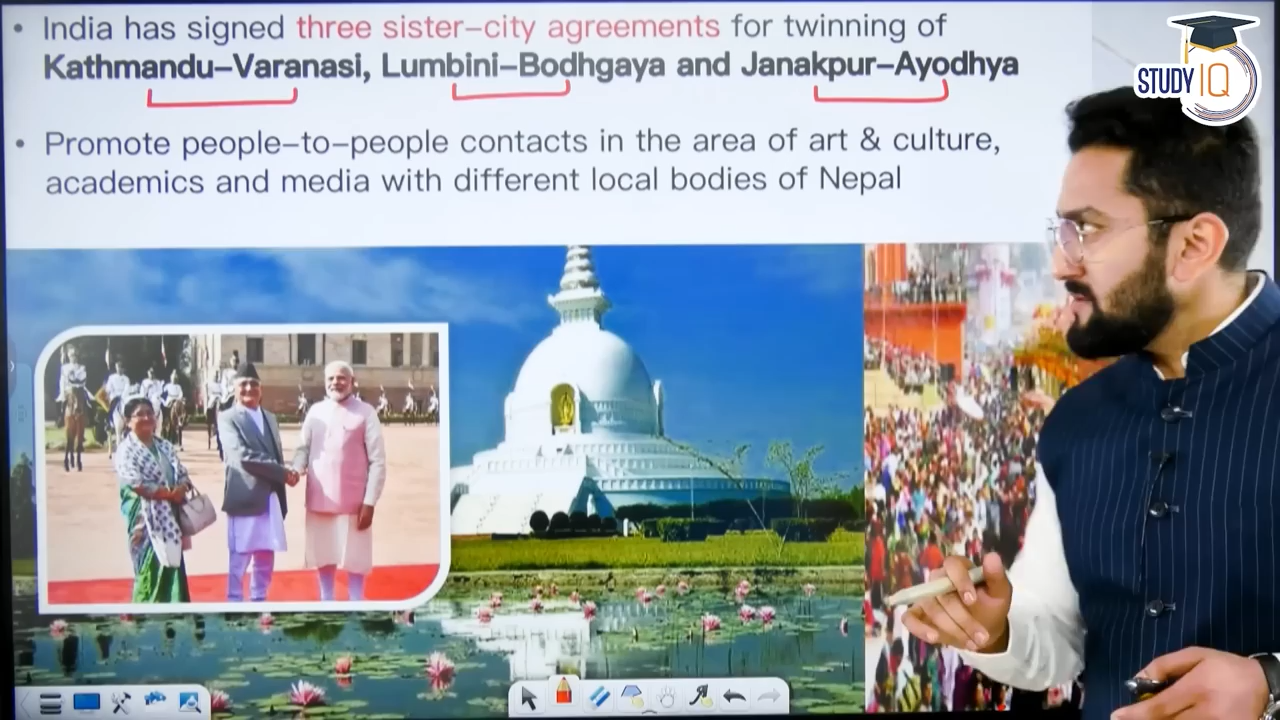 • India has signed three sister–city agreements for twinning of
Kathmandu–Varanasi, Lumbini–Bodhgaya and Janakpur–Ayodhya
• Promote people–to–people contacts in the area of art & culture,
academics and media with different local bodies of Nepal
STUDY IQ